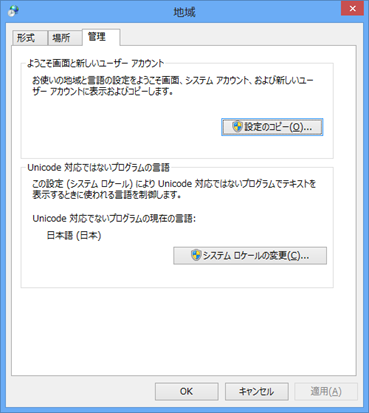 地域
形式 場所 管理
ようこそ画面と新しいユーザー アカウント
お使いの地域と言語の設定をようこそ画面、システム アカウント、および新しいユー
ザー アカウントに表示およびコピーします。
設定のコピー(O)...
Unicode 対応ではないプログラムの言語
この設定 (システム ロケール) により Unicode 対応ではないプログラムでテキストを
表示するときに使われる言語を制御します。
Unicode 対応でないプログラムの現在の言語:
日本語 (日本)
システム ロケールの変更(C)...
OK キャンセル 適用(A)